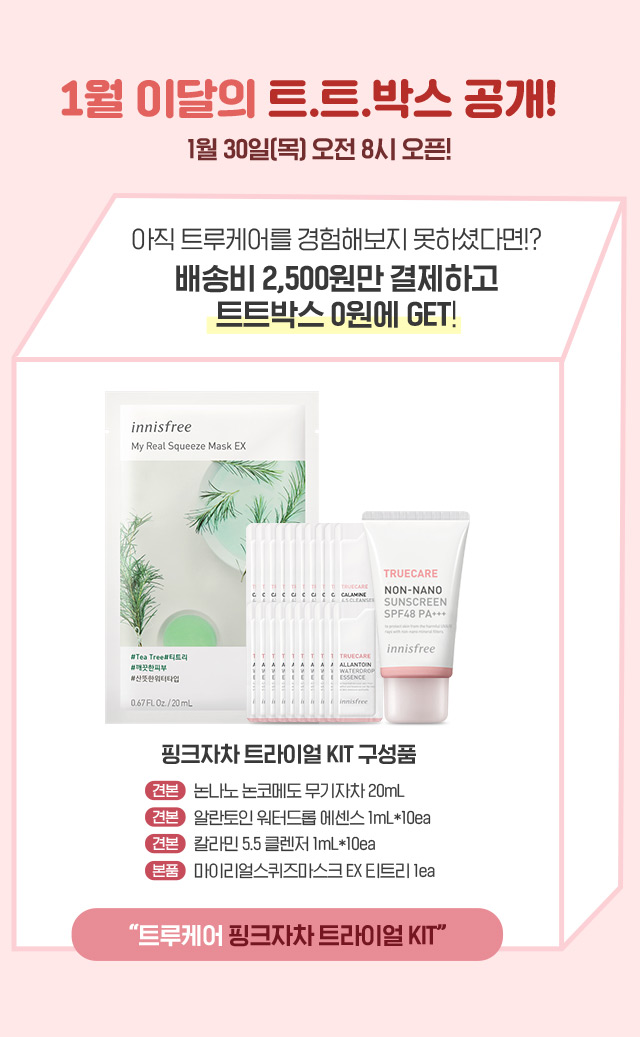 1월 이달의 트.트.박스 공개!
1월 30일(목) 오전 8시 오픈!
아직 트루케어를 경험해보지 못하셨다면!?
배송비 2,500원만 결제하고
트트박스 0원에 GET!
innisfree
My Real Squeeze Mask EX
#Tea Tree#티트리
#깨끗한피부
#산뜻한워터타입
0.67 FL Oz. / 20 mL
TRUECARE
CALAMINE
5.5 CLEANSER
TRUECARE
ALLANTOIN
WATERDROP
ESSENCE
innisfree
TRUECARE
NON-NANO
SUNSCREEN
SPF48 PA+++
innisfree
핑크자차 트라이얼 KIT 구성품
견본 논나노 논코메도 무기자차 20mL
견본 알란토인 워터드롭 에센스 1mL*10ea
견본 칼라민 5.5 클렌저 1mL*10ea
본품 마이리얼스퀴즈마스크 EX 티트리 1ea
“트루케어 핑크자차 트라이얼 KIT”